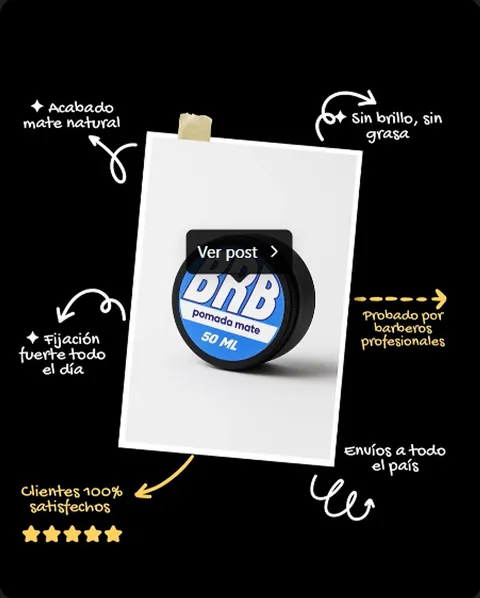 ✦ Acabado
mate natural
✦ Sin brillo, sin
grasa
Ver post >
BRB
pomada mate
50 ML
✦ Fijación
fuerte todo
el día
Probado por
barberos
profesionales
Envíos a todo
el país
Clientes 100%
satisfechos